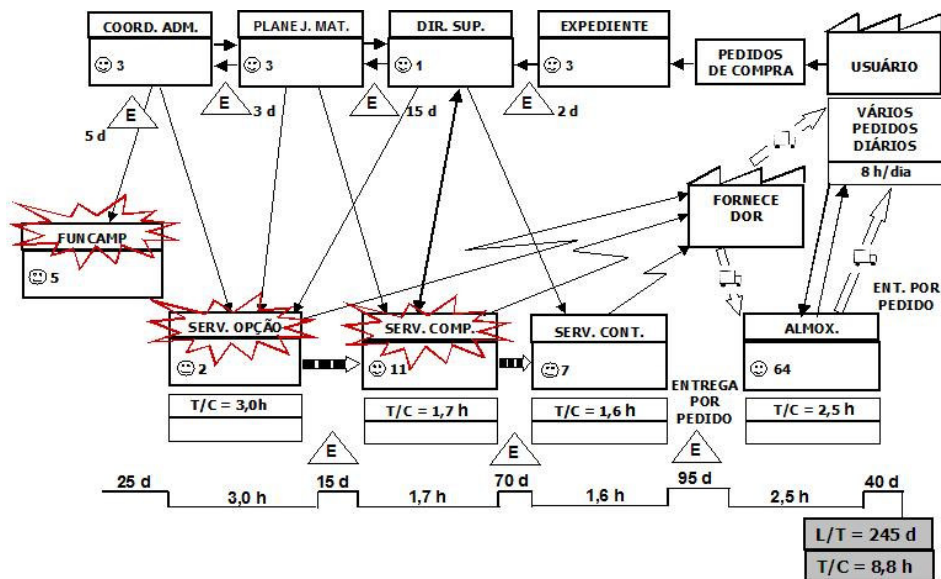 COORD. ADM.
3
PLANEJ. MAT.
3
DIR. SUP.
1
EXPEDIENTE
3
PEDIDOS
DE COMPRA
USUÁRIO
E
5 d
E
3 d
E
15 d
E
2 d
VÁRIOS
PEDIDOS
DIÁRIOS
8 h/dia
FORNECE
DOR
FUNCAMP
5
ENT. POR
PEDIDO
SERV. OPÇÃO
2
SERV. COMP.
11
SERV. CONT.
7
ALMOX.
64
T/C = 3,0h
T/C = 1,7 h
T/C = 1,6 h
ENTREGA
POR
PEDIDO
T/C = 2,5 h
E
E
E
25 d
3,0 h
15 d
1,7 h
70 d
1,6 h
95 d
2,5 h
40 d
L/T = 245 d
T/C = 8,8 h